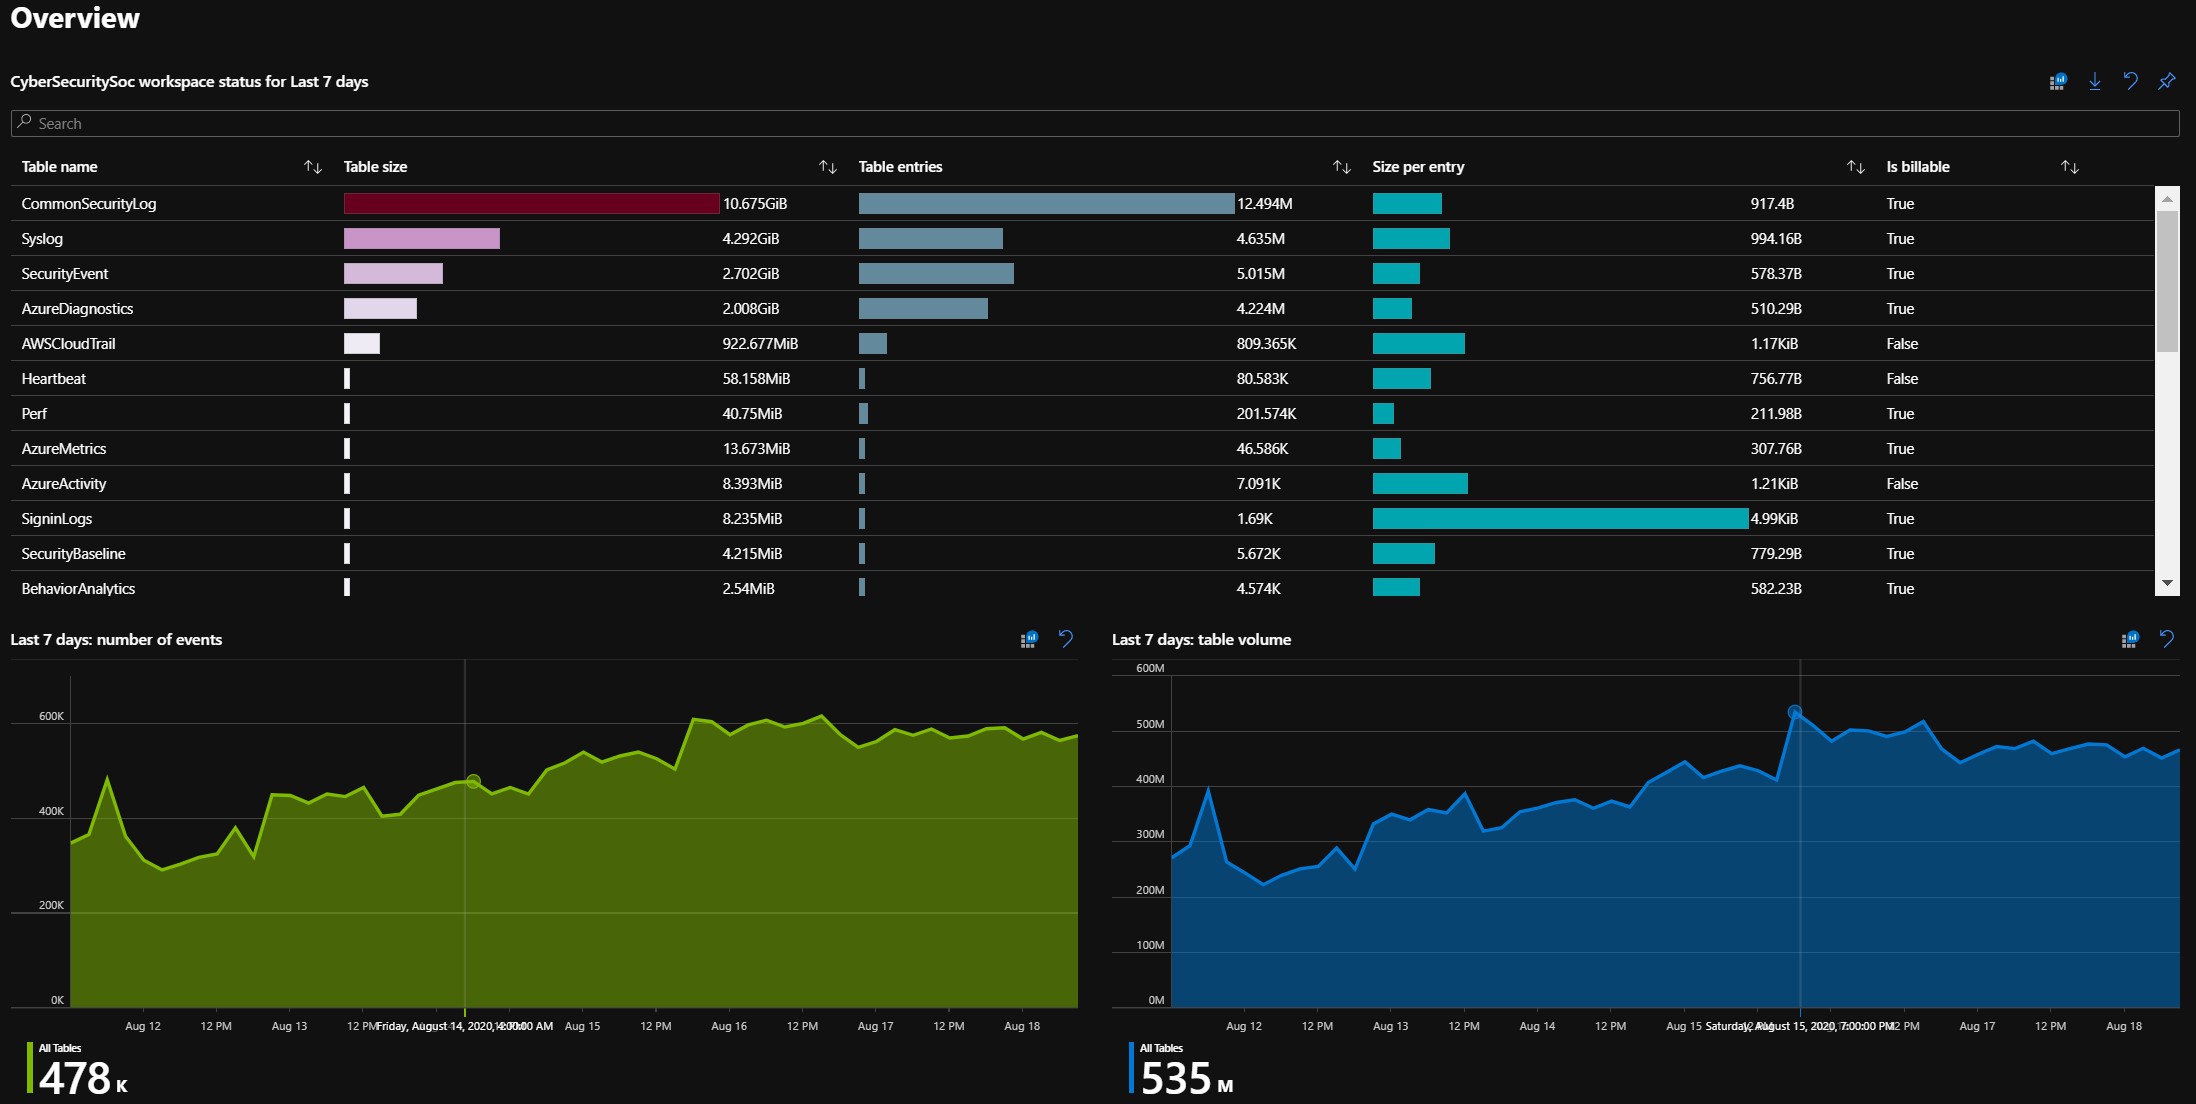 Overview
CyberSecuritySoc workspace status for Last 7 days
Search
Table name Table size Table entries Size per entry Is billable
CommonSecurityLog 10.675GiB 12.494M 917.4B True
Syslog 4.292GiB 4.635M 994.16B True
SecurityEvent 2.702GiB 5.015M 578.37B True
AzureDiagnostics 2.008GiB 4.224M 510.29B True
AWSCloudTrail 922.677MiB 809.365K 1.17KiB False
Heartbeat 58.158MiB 80.583K 756.77B False
Perf 40.75MiB 201.574K 211.98B True
AzureMetrics 13.673MiB 46.586K 307.76B True
AzureActivity 8.393MiB 7.091K 1.21KiB False
SigninLogs 8.235MiB 1.69K 4.99KiB True
SecurityBaseline 4.215MiB 5.672K 779.29B True
BehaviorAnalytics 2.54MiB 4.574K 582.23B True
Last 7 days: number of events
600K
400K
200K
0K
Aug 12 12 PM Aug 13 12 PM Friday, August 14, 2020, 4:00:00 AM Aug 15 12 PM Aug 16 12 PM Aug 17 12 PM Aug 18
All Tables
478 K
Last 7 days: table volume
600M
500M
400M
300M
200M
100M
0M
Aug 12 12 PM Aug 13 12 PM Aug 14 12 PM Aug 15 Saturday, August 15, 2020, 7:00:00 PM 12 PM Aug 17 12 PM Aug 18
All Tables
535 M